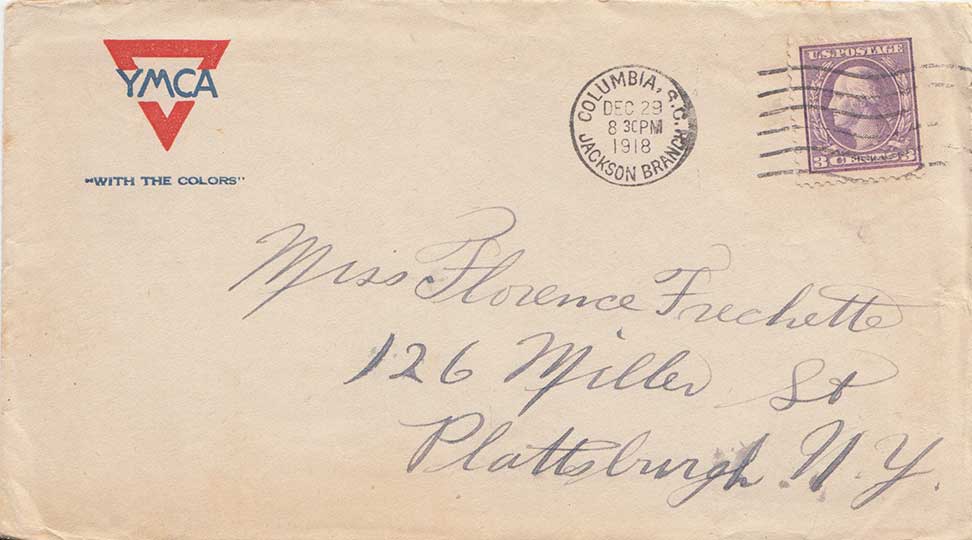 YMCA
"WITH THE COLORS"
COLUMBIA, S.C.
DEC 29
8 30PM
1918
JACKSON BRANCH
U.S. POSTAGE
3 3
Miss Florence Frechette
126 Miller St
Plattsburgh N.Y.